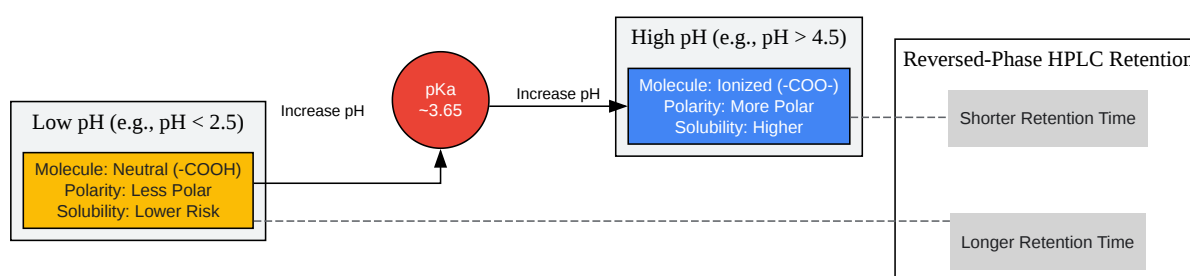 Low pH (e.g., pH < 2.5)
Molecule: Neutral (-COOH)
Polarity: Less Polar
Solubility: Lower Risk
Increase pH
pKa
~3.65
Increase pH
High pH (e.g., pH > 4.5)
Molecule: Ionized (-COO-)
Polarity: More Polar
Solubility: Higher
Reversed-Phase HPLC Retention
Shorter Retention Time
Longer Retention Time